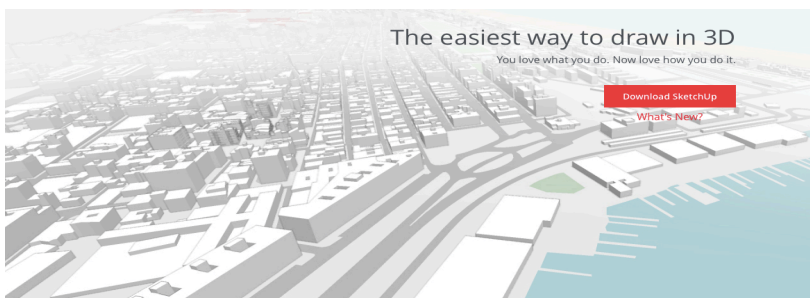 The easiest way to draw in 3D
You love what you do. Now love how you do it.
Download SketchUp
What's New?